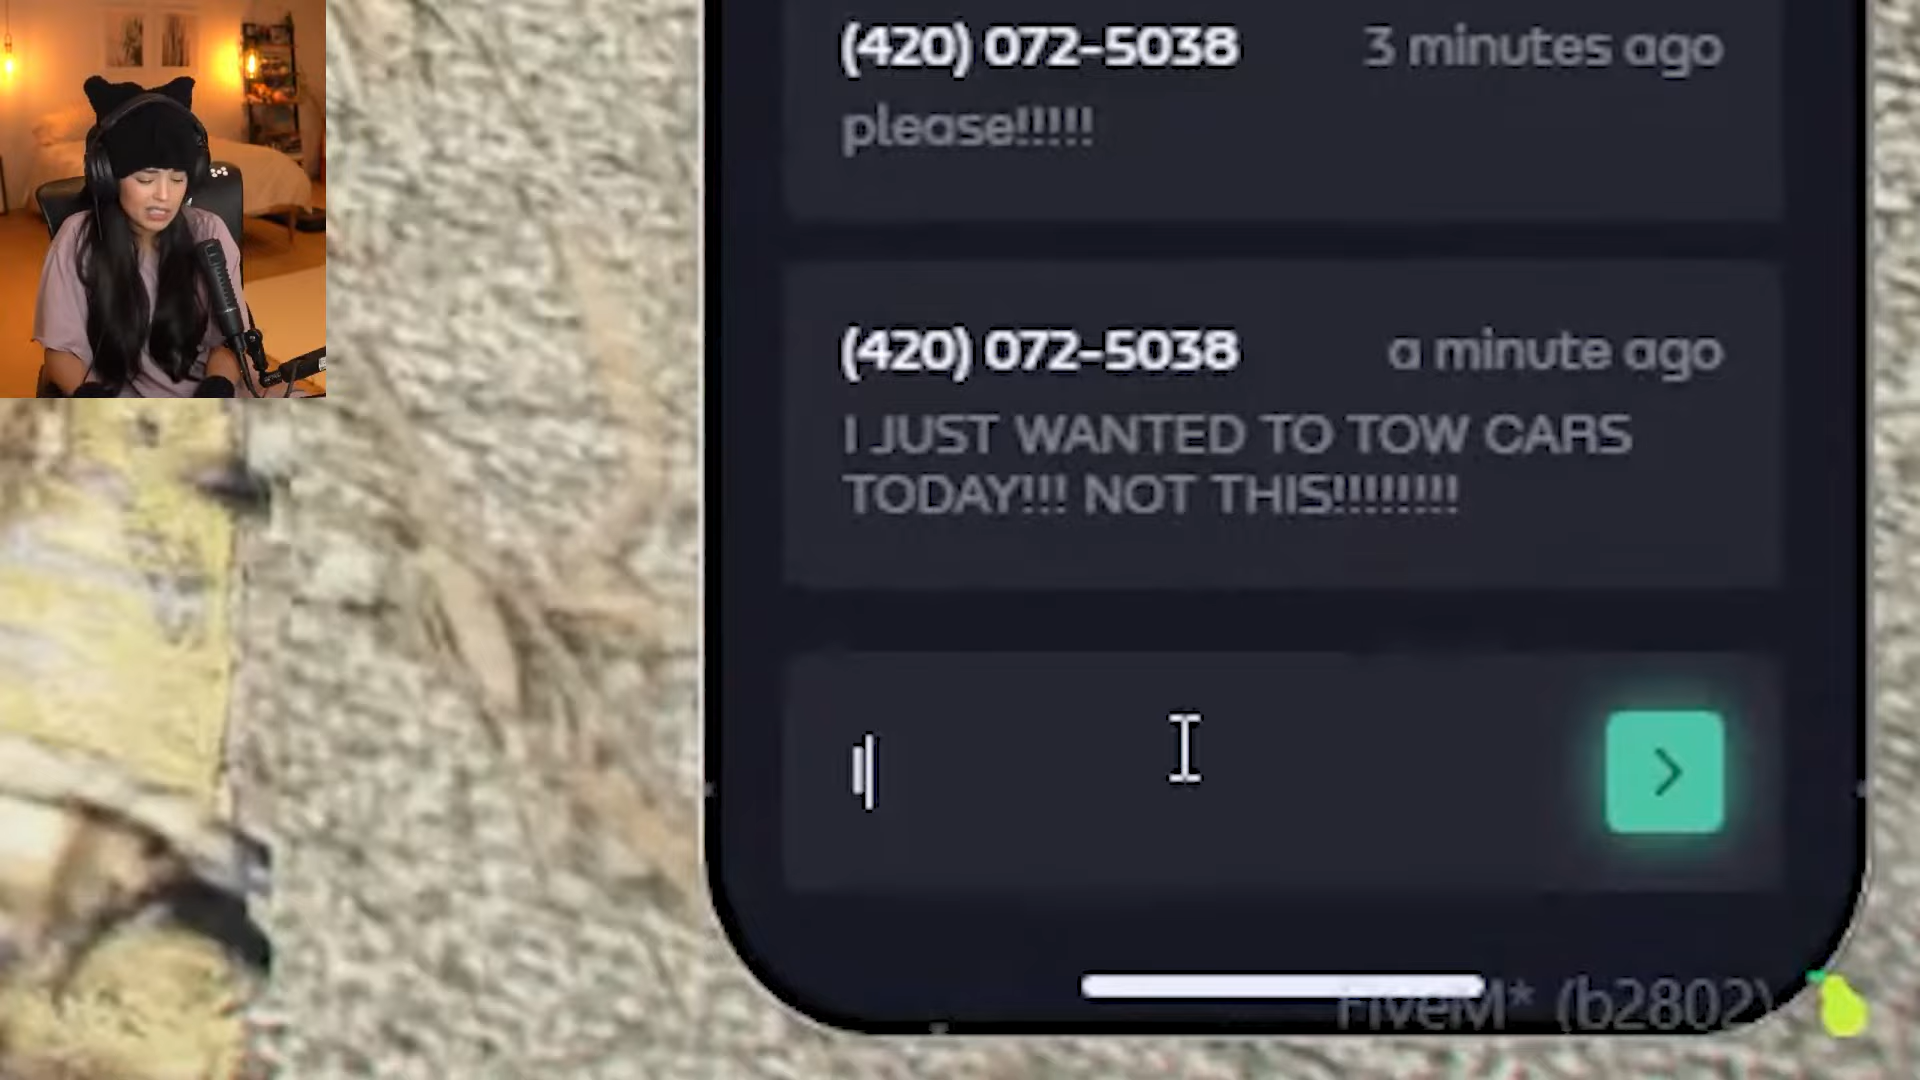 (420) 072-5038 3 minutes ago
please!!!!!
(420) 072-5038 a minute ago
I JUST WANTED TO TOW CARS
TODAY!!! NOT THIS!!!!!!!!
I
FiveM* (b2802)